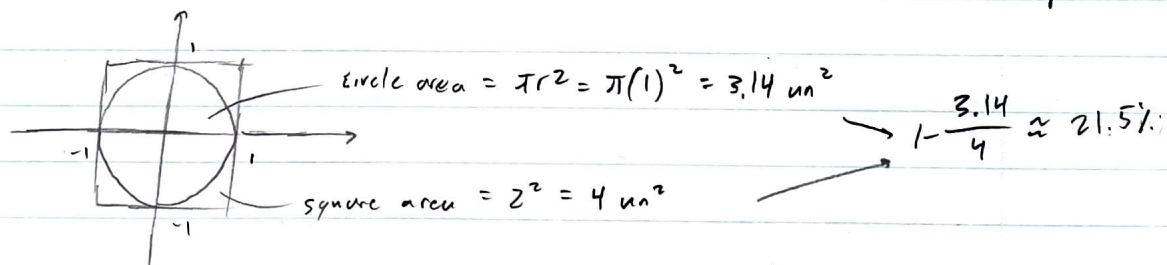 1
circle area = πr² = π(1)² = 3.14 un²
1 - 3.14/4 ≈ 21.5%
-1
1
square area = 2² = 4 un²
-1